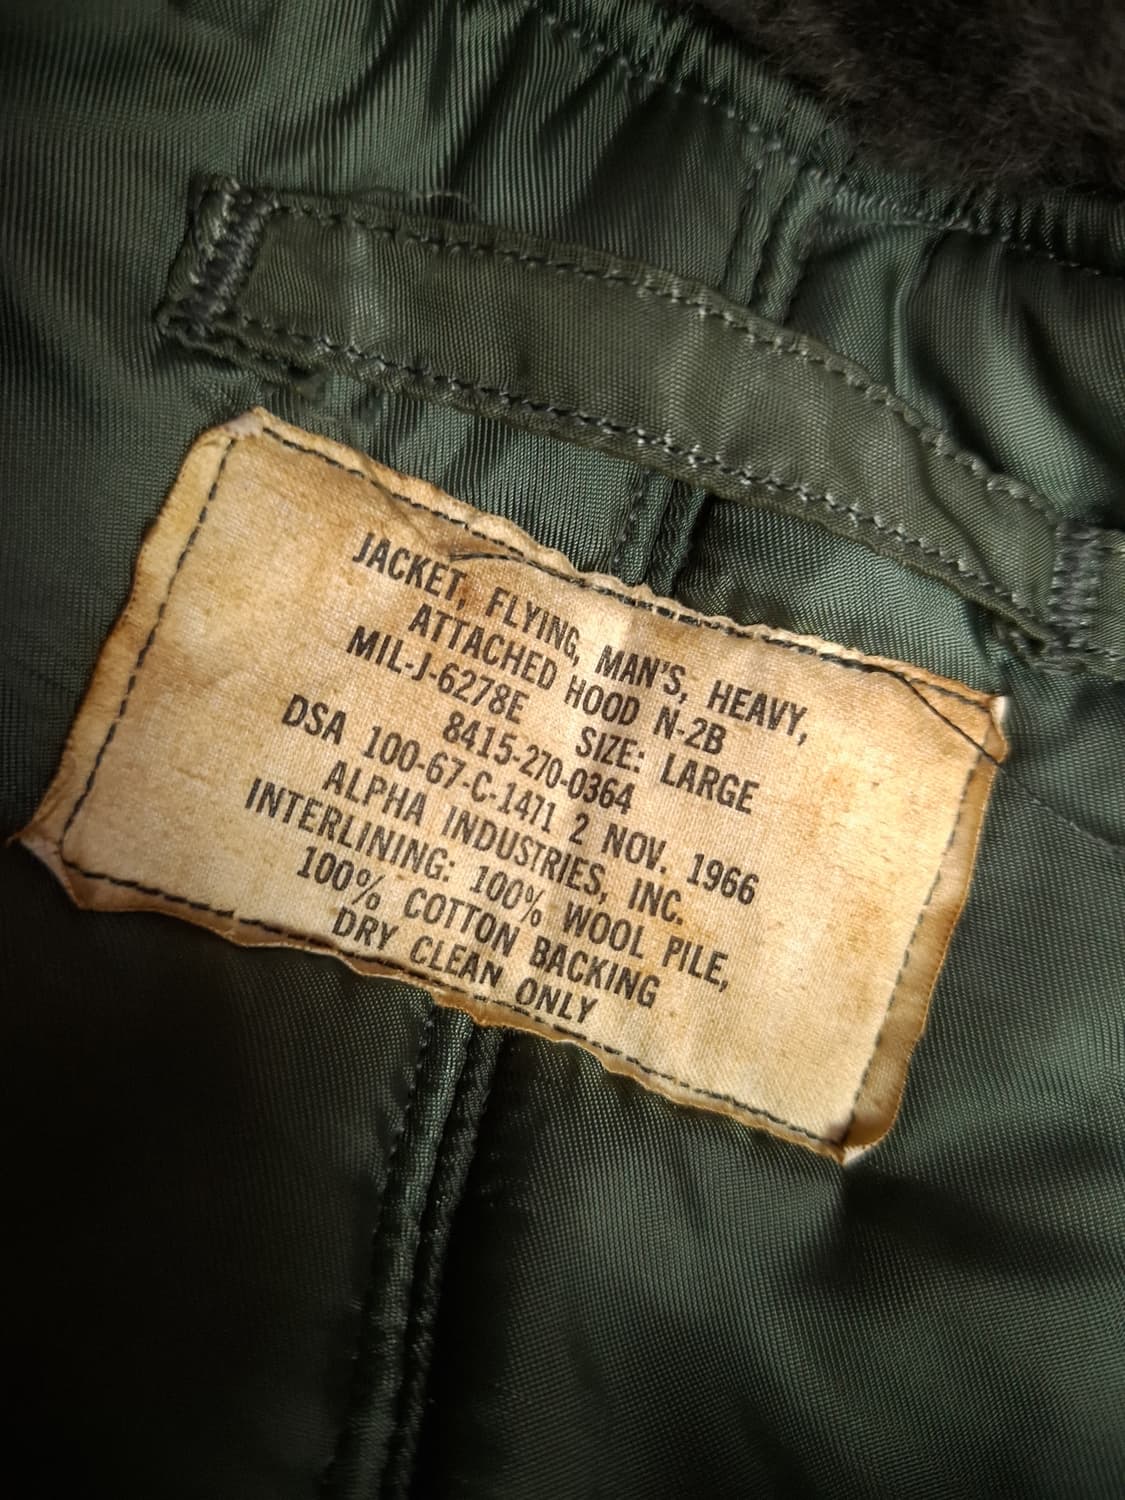 JACKET, FLYING, MAN'S, HEAVY,
ATTACHED HOOD N-2B
MIL-J-6278E SIZE: LARGE
8415-270-0364
DSA 100-67-C-1471 2 NOV. 1966
ALPHA INDUSTRIES, INC.
INTERLINING: 100% WOOL PILE,
100% COTTON BACKING
DRY CLEAN ONLY